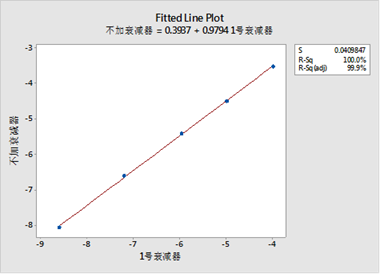 Fitted Line Plot
不加衰减器 = 0.3937 + 0.9794 1号衰减器
S 0.0409847
R-Sq 100.0%
R-Sq(adj) 99.9%
-3
-4
-5
-6
-7
-8
不加衰减器
-9 -8 -7 -6 -5 -4
1号衰减器